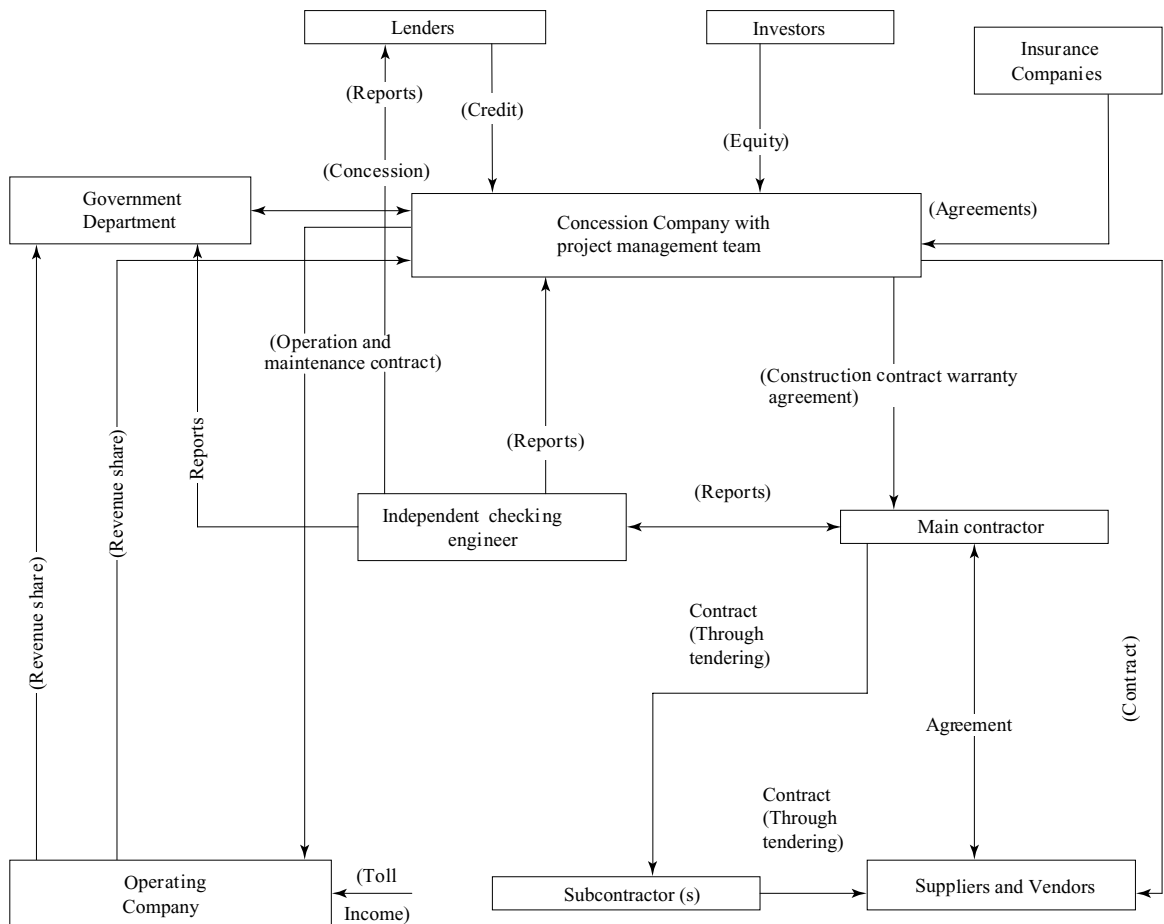 Lenders
Investors
Insurance
Companies
(Reports)
(Credit)
(Equity)
(Concession)
Government
Department
Concession Company with
project management team
(Agreements)
(Operation and
maintenance contract)
(Construction contract warranty
agreement)
Reports
(Revenue share)
(Revenue share)
(Reports)
(Reports)
Independent checking
engineer
Main contractor
Contract
(Through
tendering)
(Contract)
Agreement
Contract
(Through
tendering)
Operating
Company
(Toll
Income)
Subcontractor (s)
Suppliers and Vendors